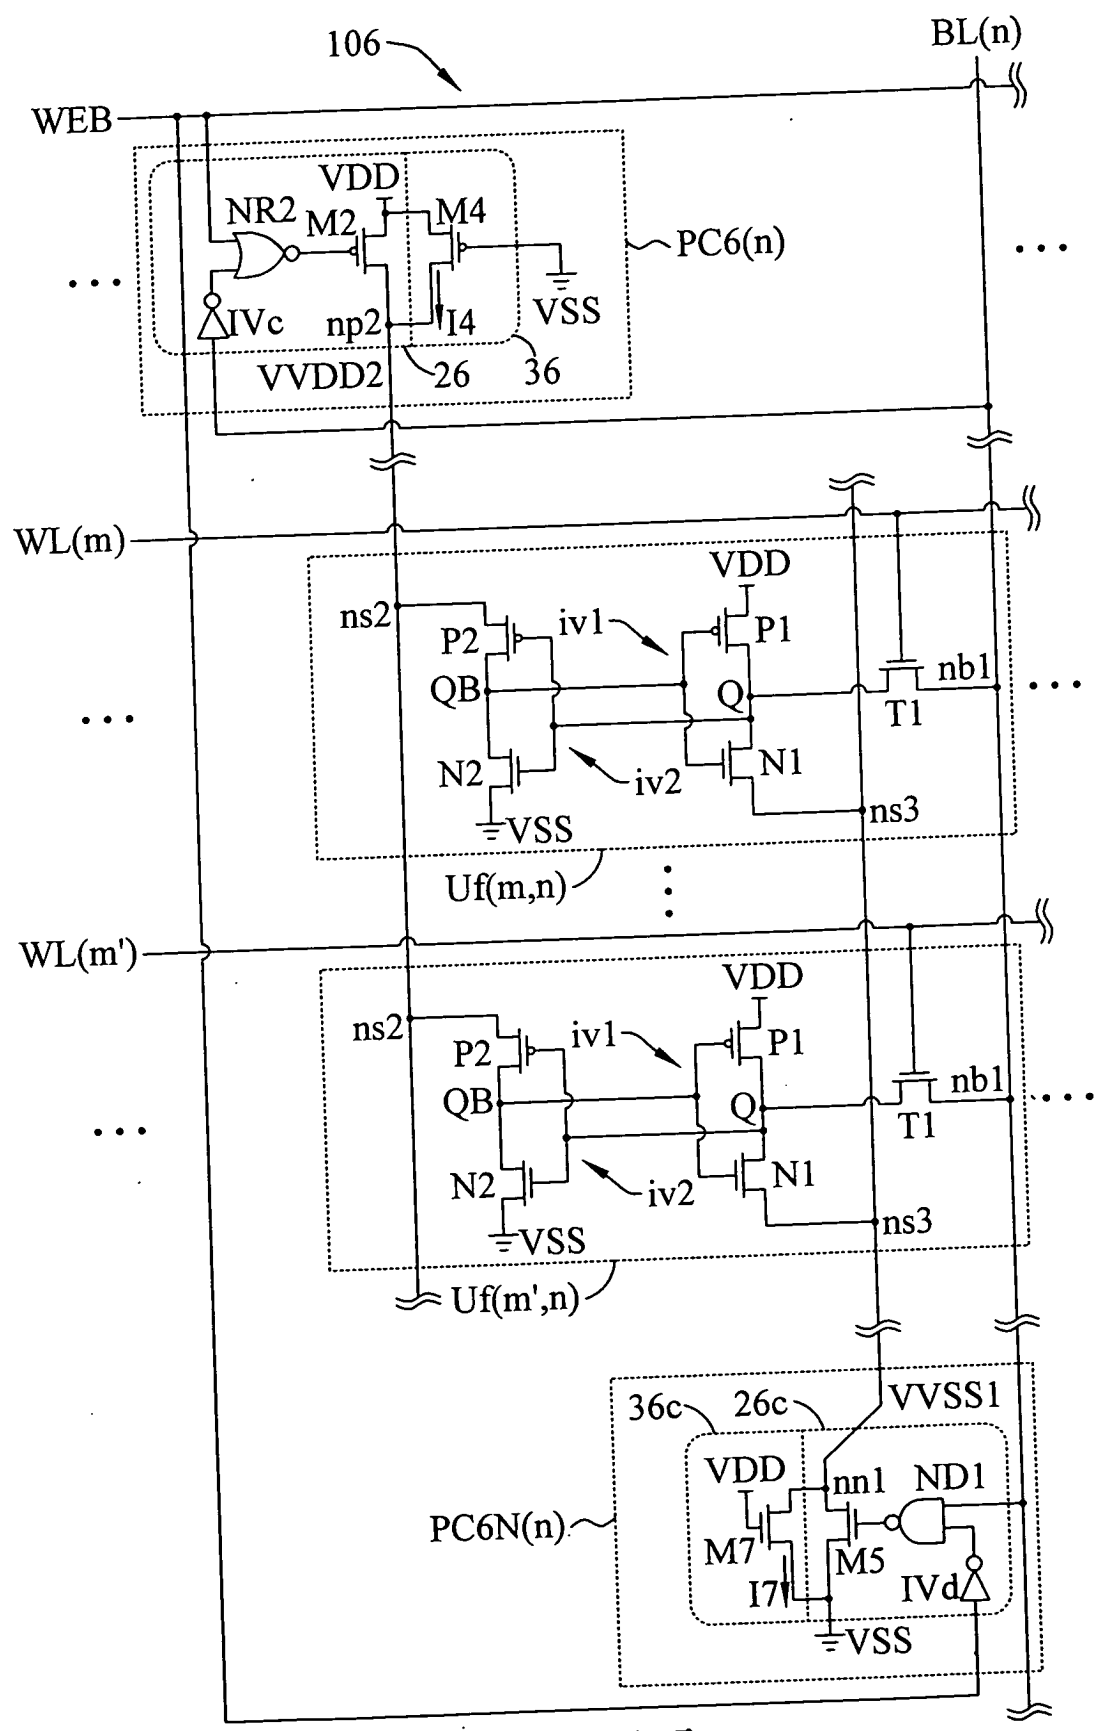 106
BL(n)
WEB
VDD
NR2
M2
M4
PC6(n)
IVc
np2
I4
VSS
VVDD2
26
36
WL(m)
VDD
ns2
P2
iv1
P1
QB
Q
nb1
T1
N2
iv2
N1
VSS
ns3
Uf(m,n)
WL(m')
VDD
ns2
P2
iv1
P1
QB
Q
nb1
T1
N2
iv2
N1
VSS
ns3
Uf(m',n)
VVSS1
36c
26c
VDD
nn1
ND1
PC6N(n)
M7
M5
I7
IVd
VSS